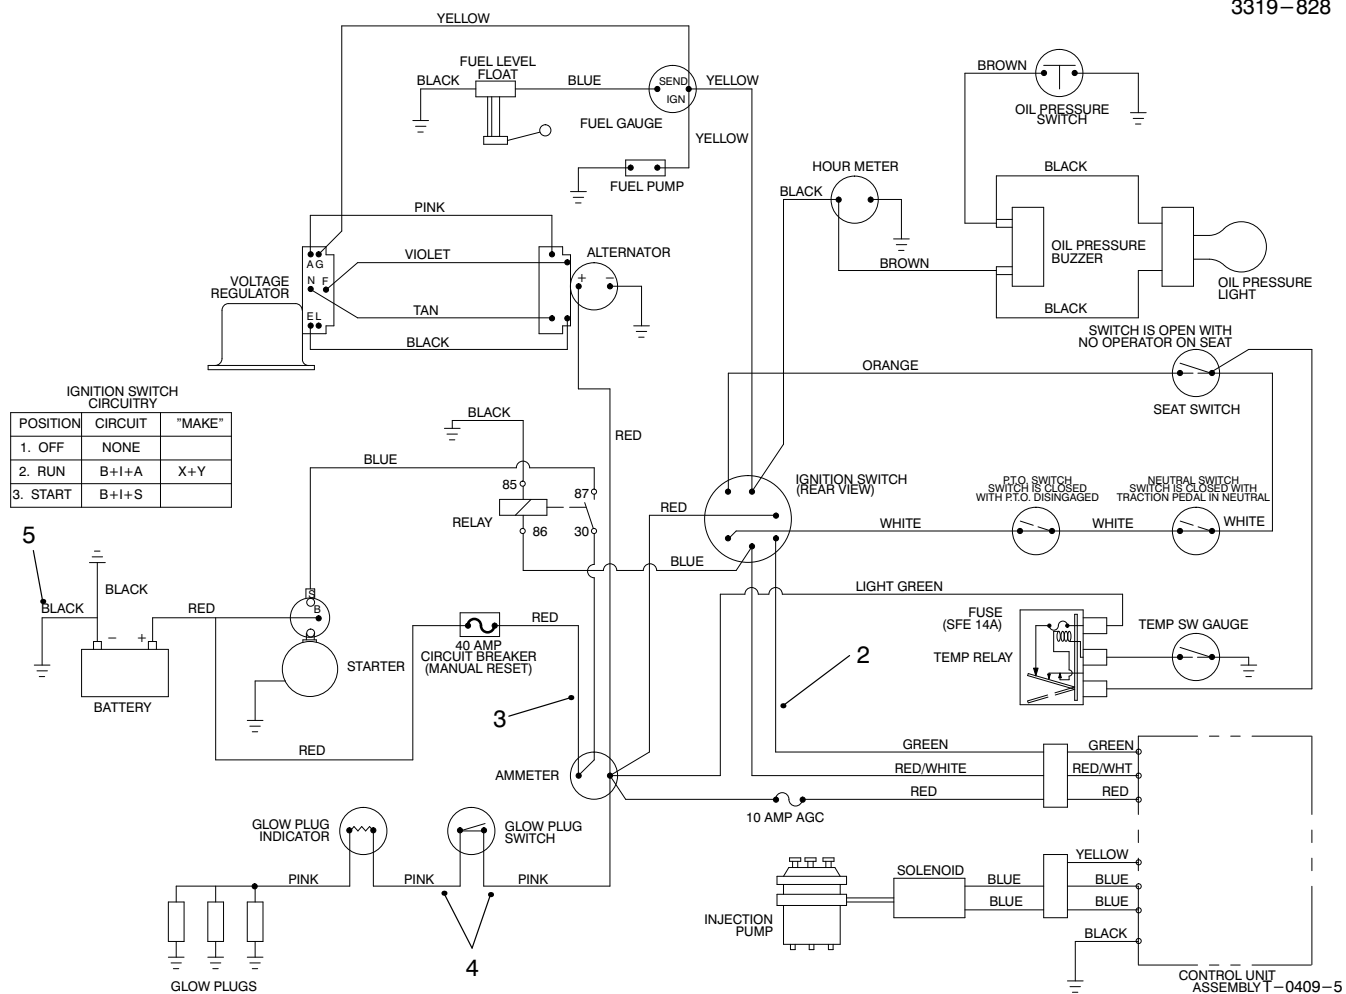 3319-828
YELLOW
FUEL LEVEL
FLOAT
BLACK
BLUE
SEND
IGN
YELLOW
FUEL GAUGE
YELLOW
FUEL PUMP
BROWN
OIL PRESSURE
SWITCH
HOUR METER
BLACK
BLACK
BROWN
OIL PRESSURE
BUZZER
BLACK
OIL PRESSURE
LIGHT
PINK
VIOLET
TAN
BLACK
A G
N F
E L
VOLTAGE
REGULATOR
ALTERNATOR
+ -
SWITCH IS OPEN WITH
NO OPERATOR ON SEAT
ORANGE
SEAT SWITCH
IGNITION SWITCH
CIRCUITRY
POSITION CIRCUIT "MAKE"
1. OFF NONE
2. RUN B+I+A X+Y
3. START B+I+S
BLACK
RED
BLUE
85
87
RELAY
86
30
RED
IGNITION SWITCH
(REAR VIEW)
P.T.O. SWITCH
SWITCH IS CLOSED
WITH P.T.O. DISINGAGED
NEUTRAL SWITCH
SWITCH IS CLOSED WITH
TRACTION PEDAL IN NEUTRAL
WHITE
WHITE
WHITE
BLUE
5
BLACK
BLACK
RED
- +
BATTERY
S
B
STARTER
RED
40 AMP
CIRCUIT BREAKER
(MANUAL RESET)
LIGHT GREEN
FUSE
(SFE 14A)
TEMP RELAY
TEMP SW GAUGE
2
3
RED
AMMETER
GREEN
GREEN
RED/WHITE
RED/WHT
RED
RED
10 AMP AGC
GLOW PLUG
INDICATOR
GLOW PLUG
SWITCH
PINK
PINK
PINK
4
GLOW PLUGS
INJECTION
PUMP
SOLENOID
BLUE
BLUE
YELLOW
BLUE
BLUE
BLACK
CONTROL UNIT
ASSEMBLY
T-0409-5